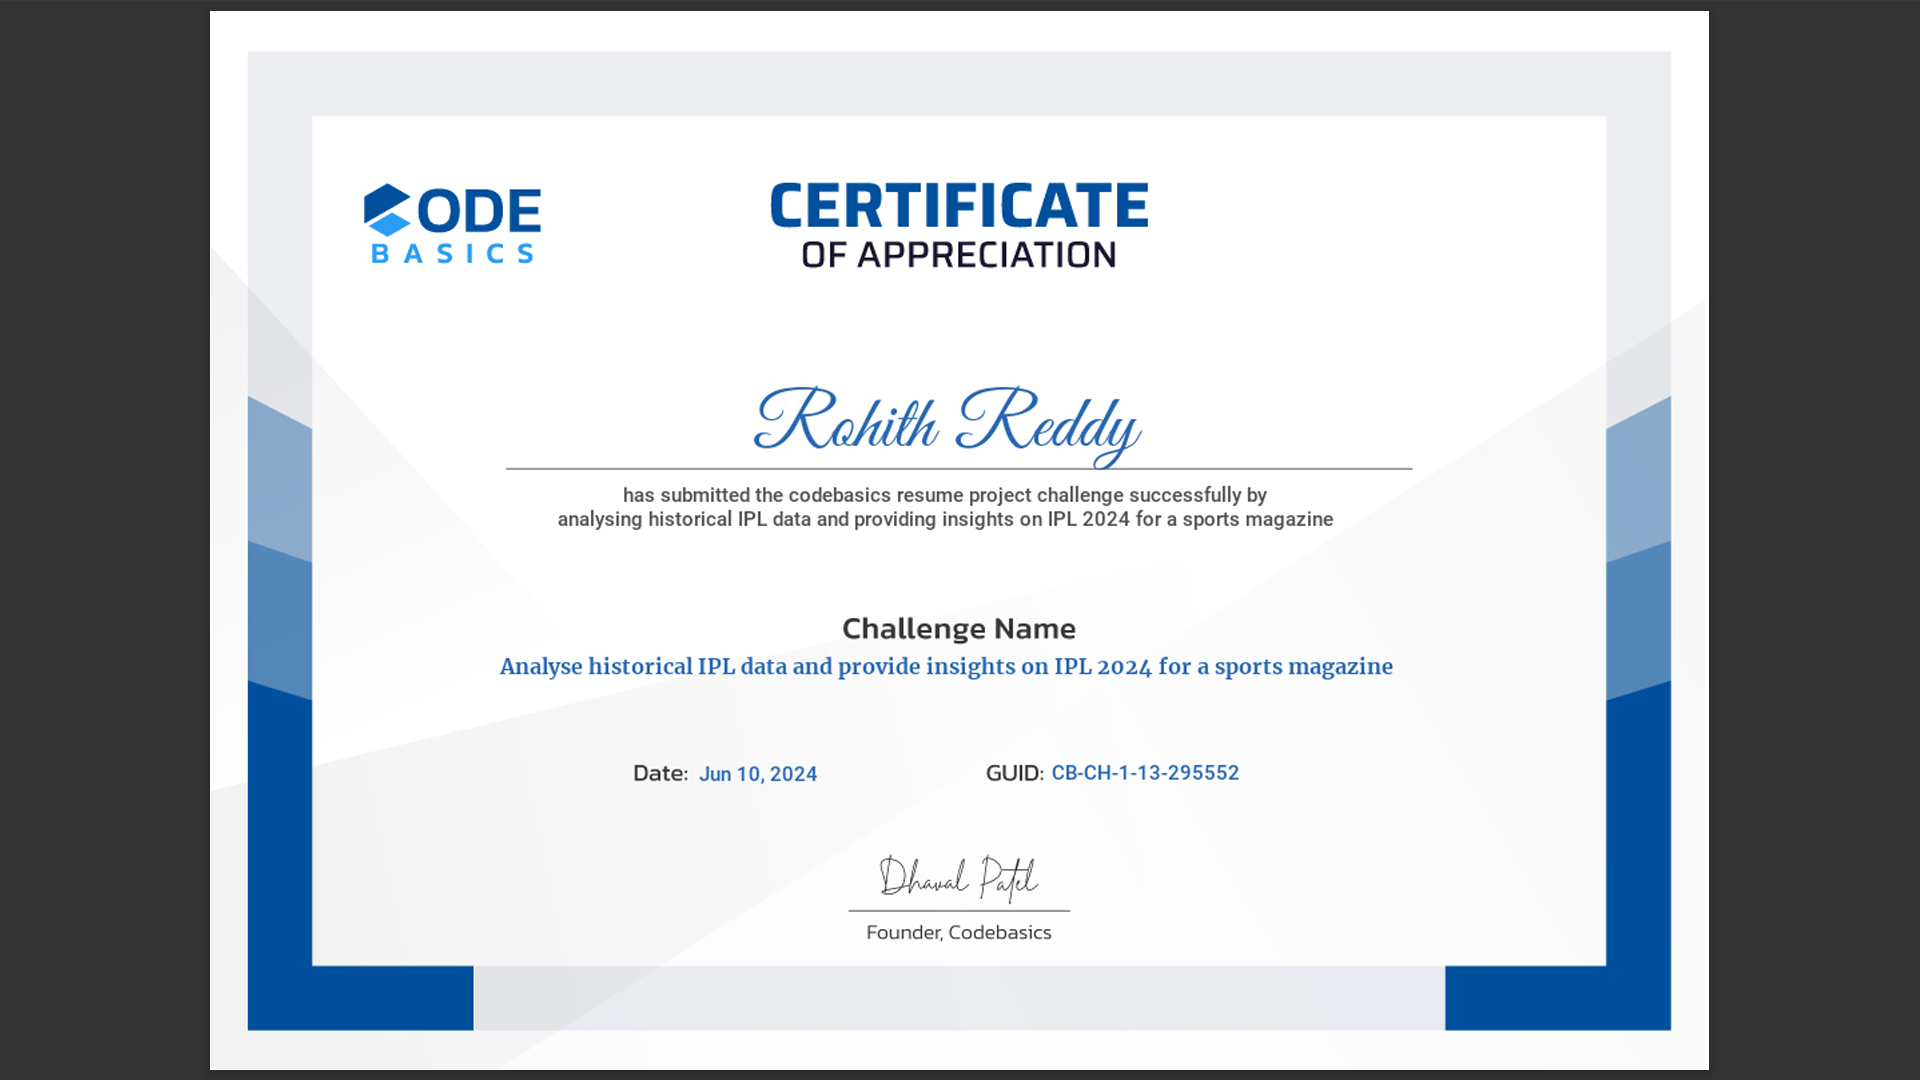 CODE
BASICS
CERTIFICATE
OF APPRECIATION
Rohith Reddy
has submitted the codebasics resume project challenge successfully by
analysing historical IPL data and providing insights on IPL 2024 for a sports magazine
Challenge Name
Analyse historical IPL data and provide insights on IPL 2024 for a sports magazine
Date: Jun 10, 2024
GUID: CB-CH-1-13-295552
Dhaval Patel
Founder, Codebasics